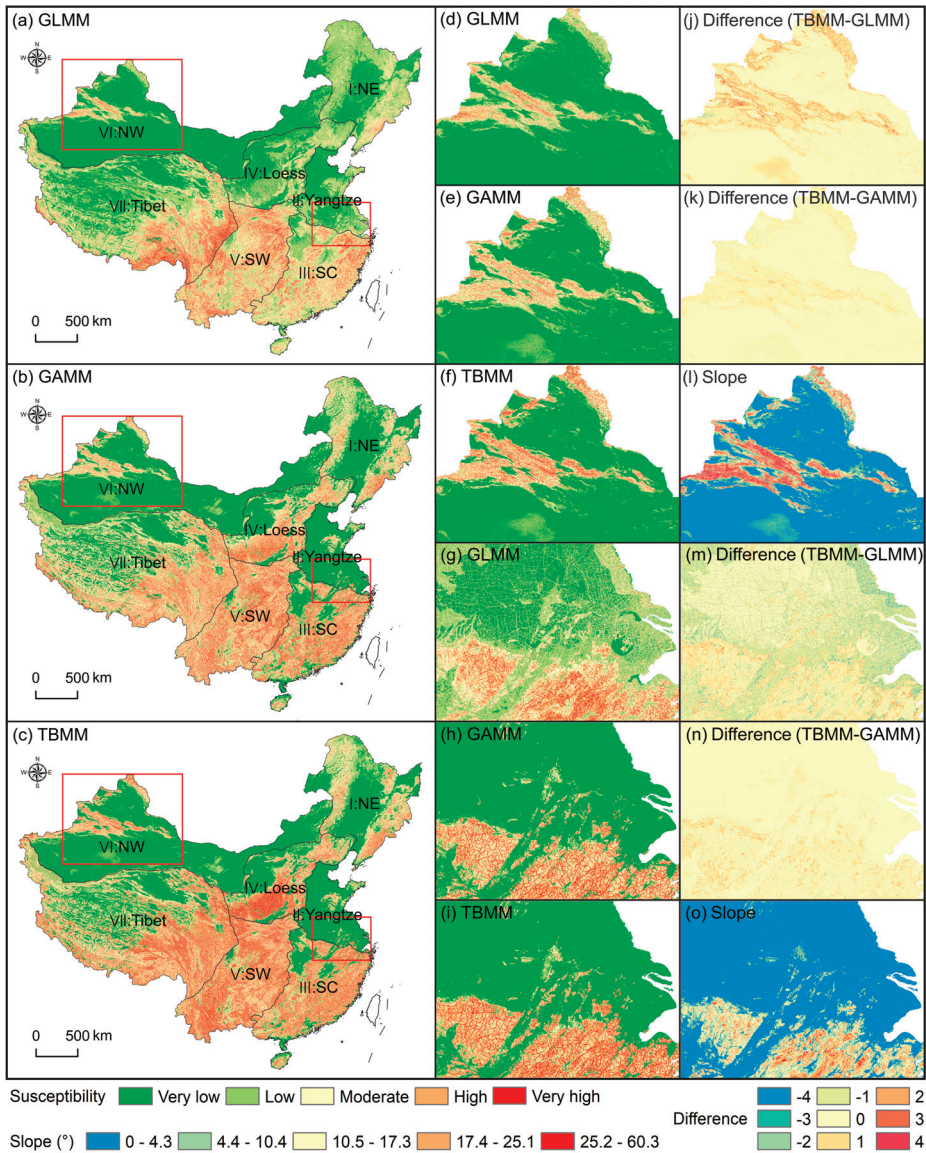 (a) GLMM
N
W E
S
I:NE
VI:NW
IV:Loess
II:Yangtze
VII:Tibet
V:SW
III:SC
0 500 km
(b) GAMM
N
W E
S
I:NE
VI:NW
IV:Loess
II:Yangtze
VII:Tibet
V:SW
III:SC
0 500 km
(c) TBMM
N
W E
S
I:NE
VI:NW
IV:Loess
II:Yangtze
VII:Tibet
V:SW
III:SC
0 500 km
(d) GLMM
(j) Difference (TBMM-GLMM)
(e) GAMM
(k) Difference (TBMM-GAMM)
(f) TBMM
(l) Slope
(g) GLMM
(m) Difference (TBMM-GLMM)
(h) GAMM
(n) Difference (TBMM-GAMM)
(i) TBMM
(o) Slope
Susceptibility Very low Low Moderate High Very high
Slope (°) 0 - 4.3 4.4 - 10.4 10.5 - 17.3 17.4 - 25.1 25.2 - 60.3
Difference
-4 -1 2
-3 0 3
-2 1 4